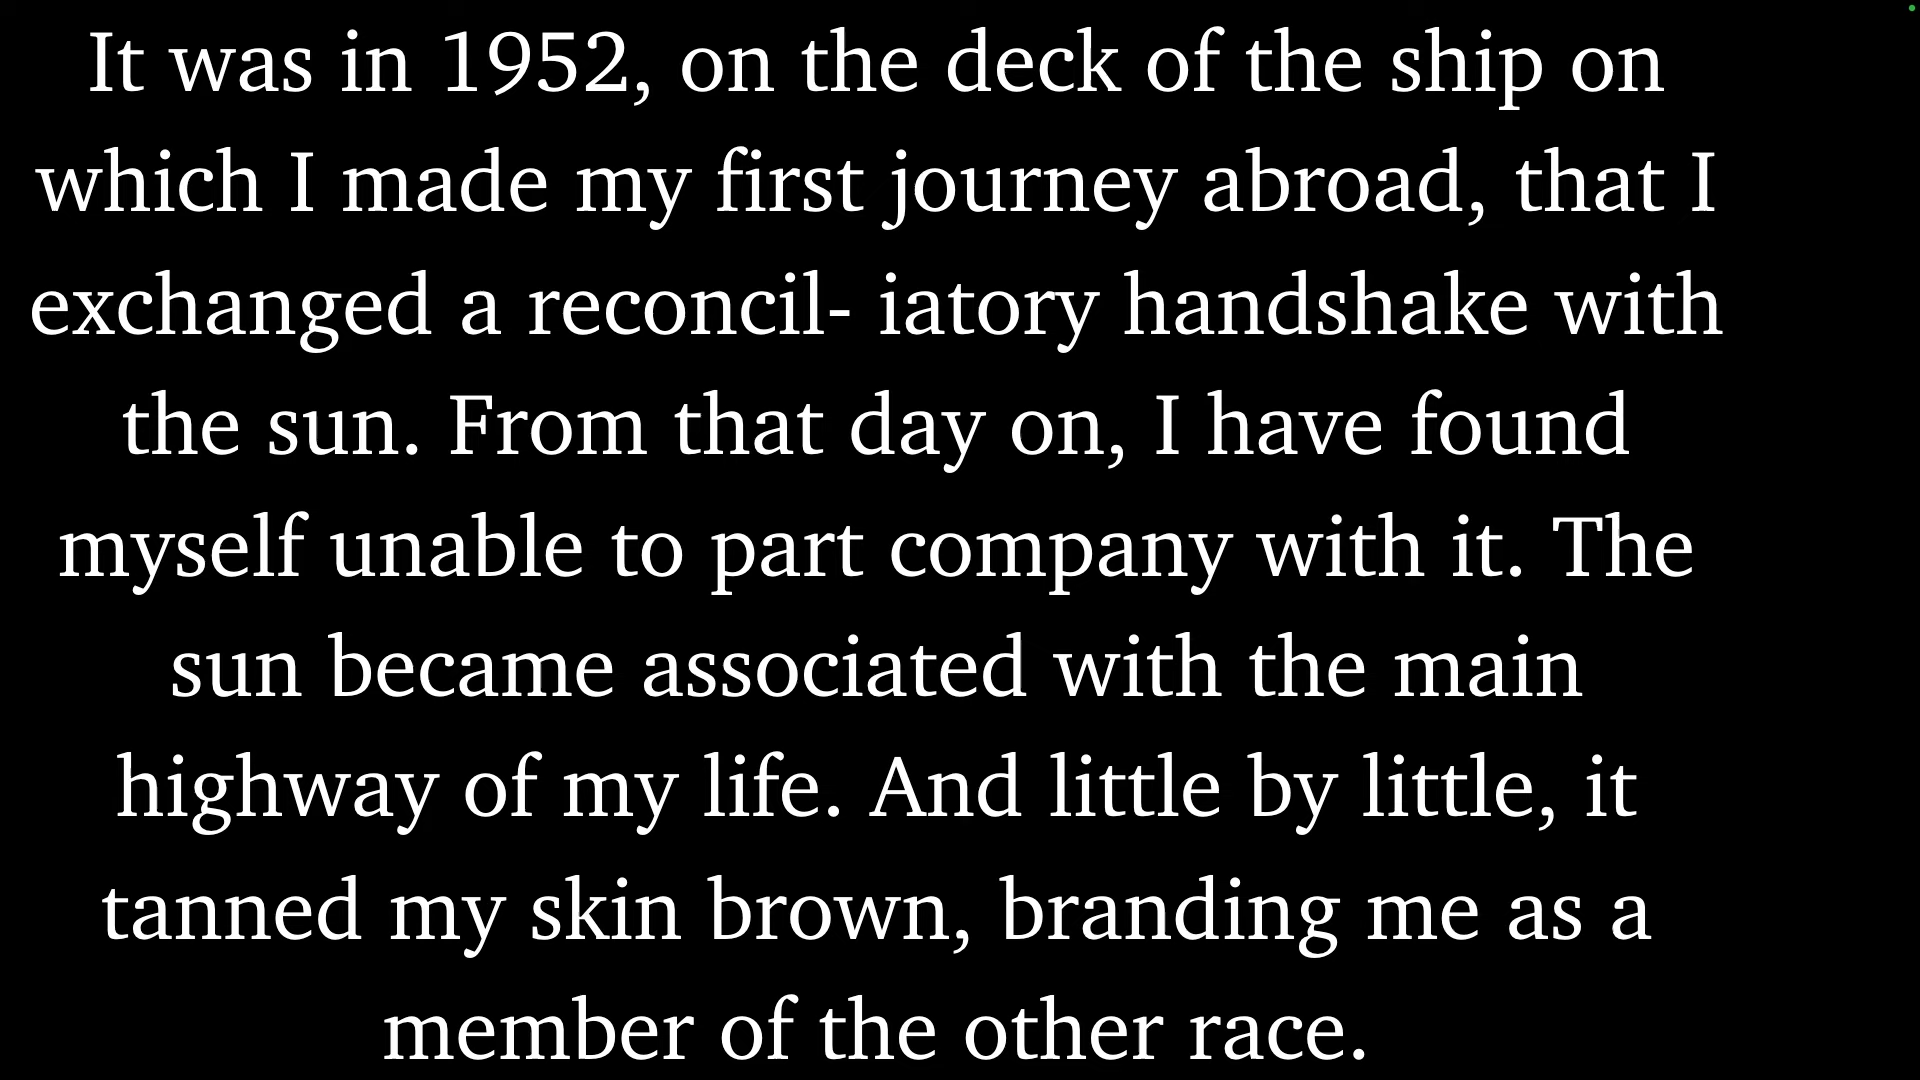 It was in 1952, on the deck of the ship on
which I made my first journey abroad, that I
exchanged a reconcil- iatory handshake with
the sun. From that day on, I have found
myself unable to part company with it. The
sun became associated with the main
highway of my life. And little by little, it
tanned my skin brown, branding me as a
member of the other race.